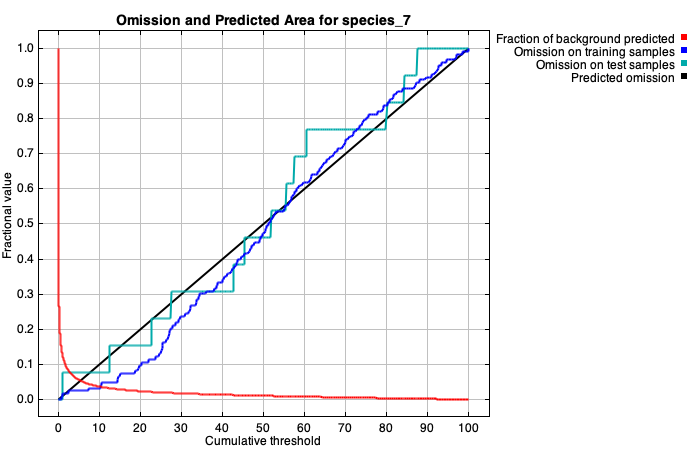 Omission and Predicted Area for species_7
Fraction of background predicted
Omission on training samples
Omission on test samples
Predicted omission
Fractional value
1.0
0.9
0.8
0.7
0.6
0.5
0.4
0.3
0.2
0.1
0.0
0 10 20 30 40 50 60 70 80 90 100
Cumulative threshold